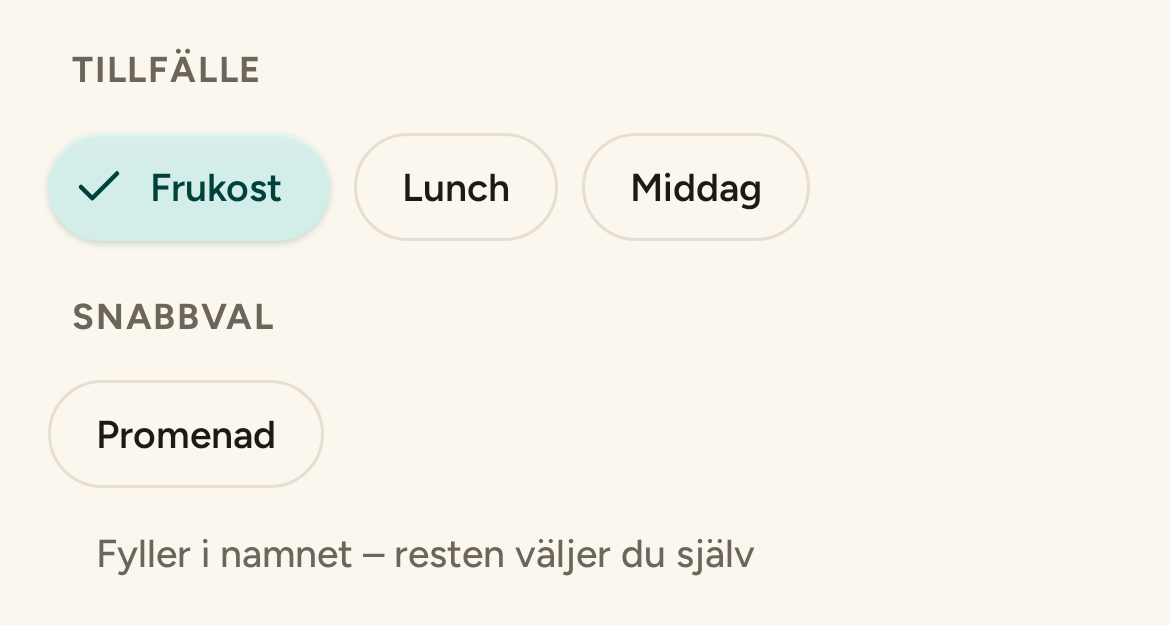 TILLFÄLLE
Frukost Lunch Middag
SNABBVAL
Promenad
Fyller i namnet – resten väljer du själv